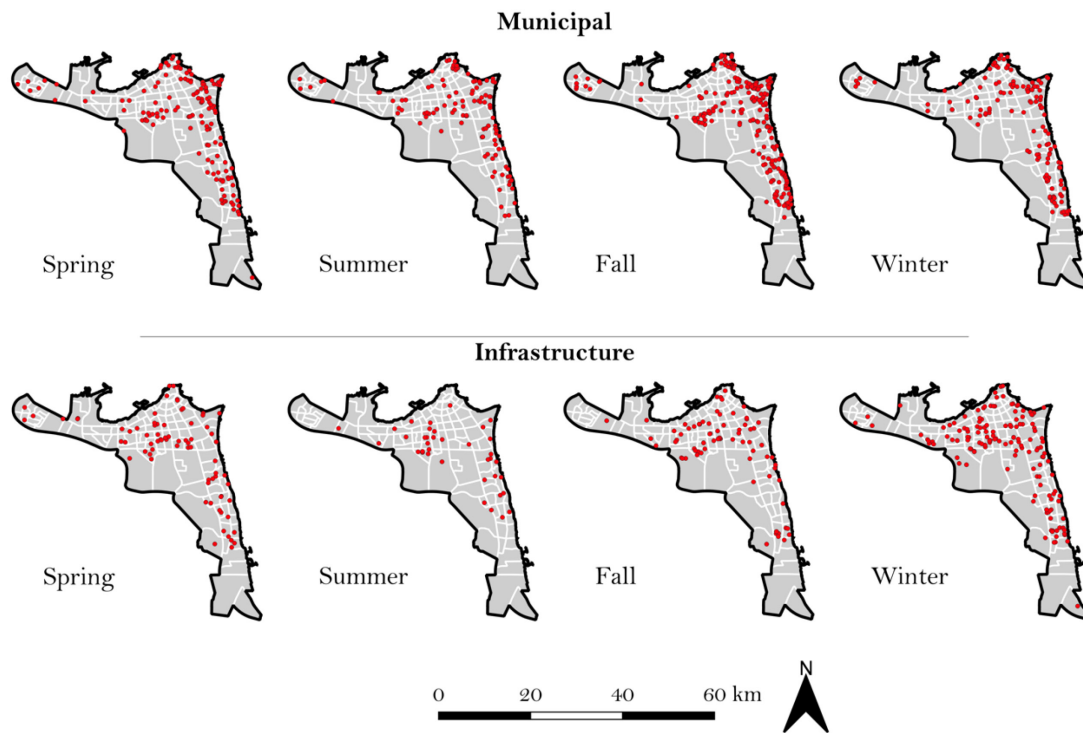 Municipal
Spring
Summer
Fall
Winter
Infrastructure
Spring
Summer
Fall
Winter
N
0 20 40 60 km